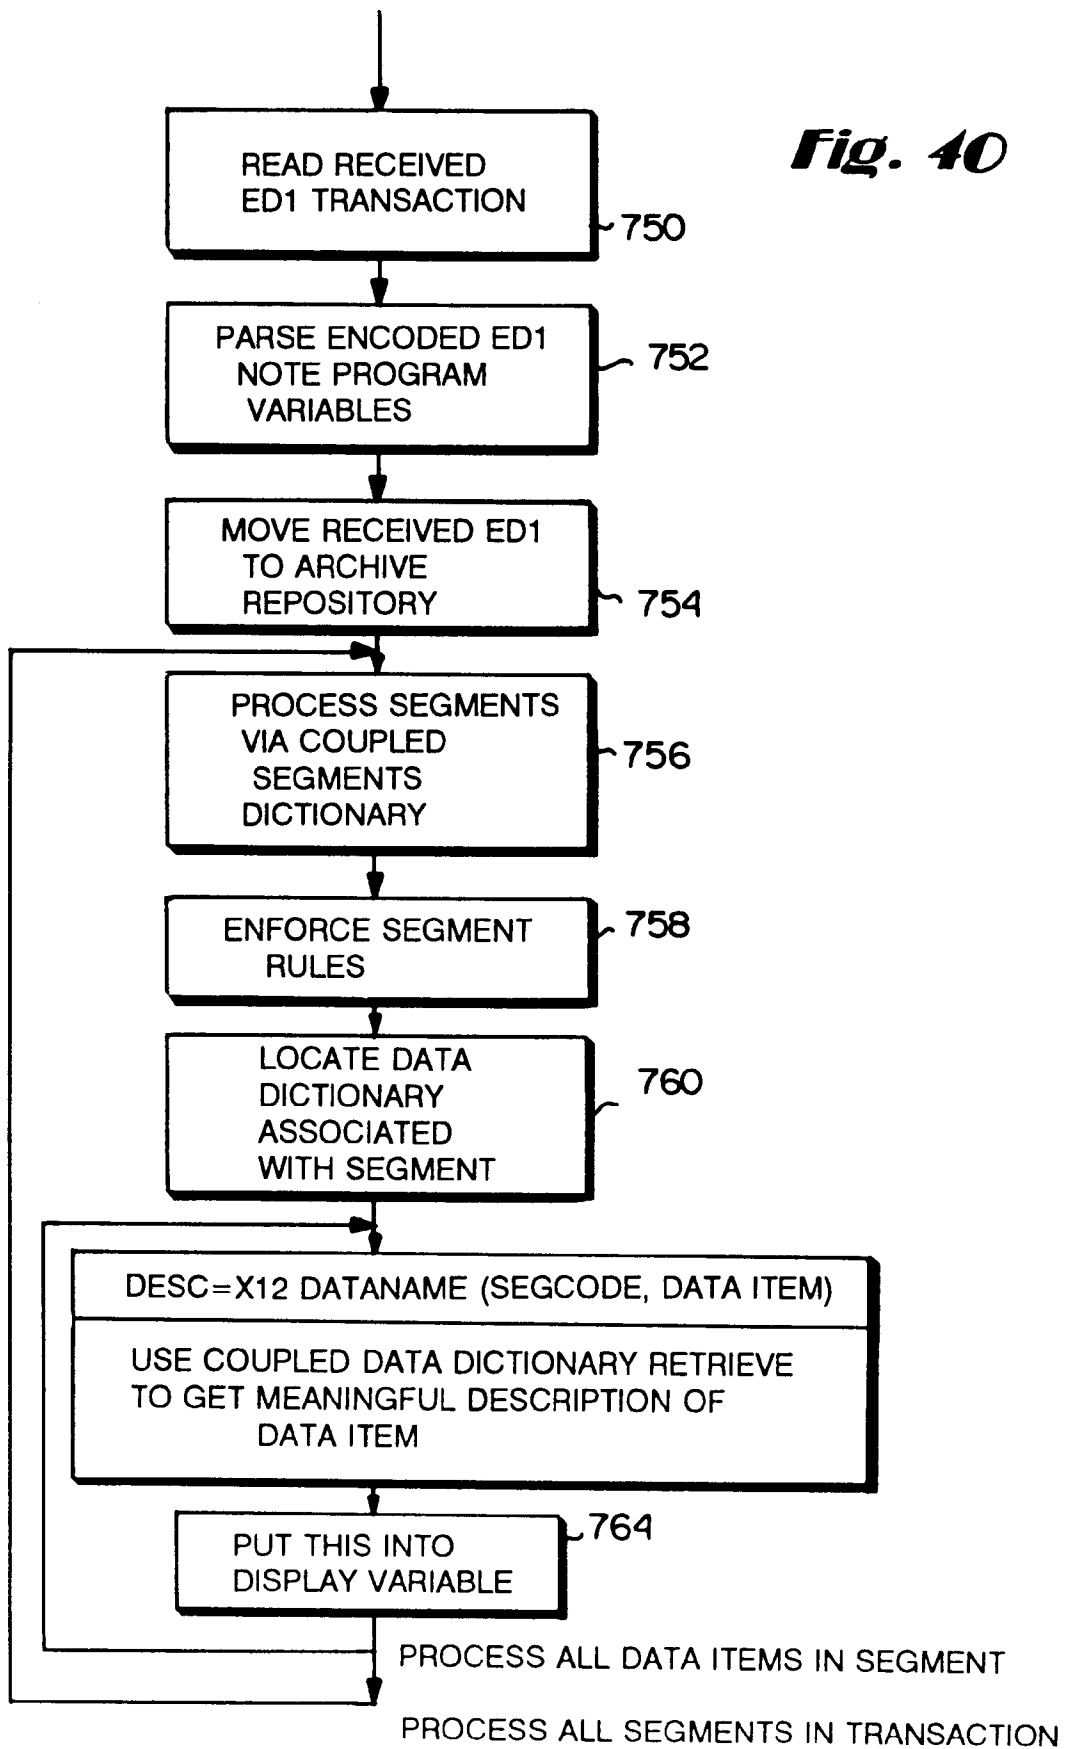 Fig. 40
READ RECEIVED
ED1 TRANSACTION
750
PARSE ENCODED ED1
NOTE PROGRAM
VARIABLES
752
MOVE RECEIVED ED1
TO ARCHIVE
REPOSITORY
754
PROCESS SEGMENTS
VIA COUPLED
SEGMENTS
DICTIONARY
756
ENFORCE SEGMENT
RULES
758
LOCATE DATA
DICTIONARY
ASSOCIATED
WITH SEGMENT
760
DESC=X12 DATANAME (SEGCODE, DATA ITEM)
USE COUPLED DATA DICTIONARY RETRIEVE
TO GET MEANINGFUL DESCRIPTION OF
DATA ITEM
PUT THIS INTO
DISPLAY VARIABLE
764
PROCESS ALL DATA ITEMS IN SEGMENT
PROCESS ALL SEGMENTS IN TRANSACTION